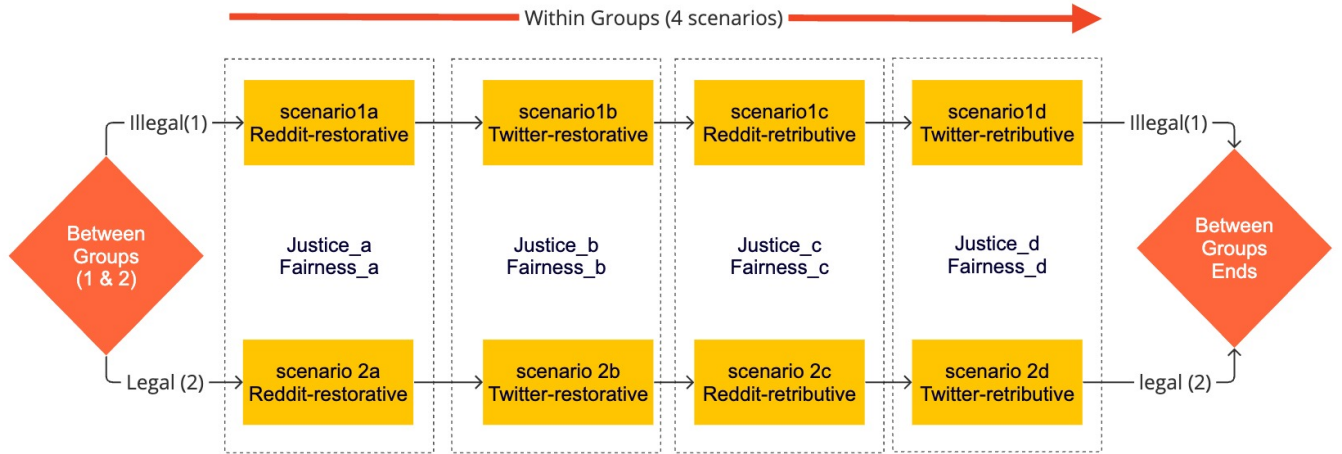 Within Groups (4 scenarios)
Illegal(1)
scenario1a
Reddit-restorative
scenario1b
Twitter-restorative
scenario1c
Reddit-retributive
scenario1d
Twitter-retributive
Illegal(1)
Between
Groups
(1 & 2)
Justice_a
Fairness_a
Justice_b
Fairness_b
Justice_c
Fairness_c
Justice_d
Fairness_d
Between
Groups
Ends
Legal (2)
scenario 2a
Reddit-restorative
scenario 2b
Twitter-restorative
scenario 2c
Reddit-retributive
scenario 2d
Twitter-retributive
legal (2)